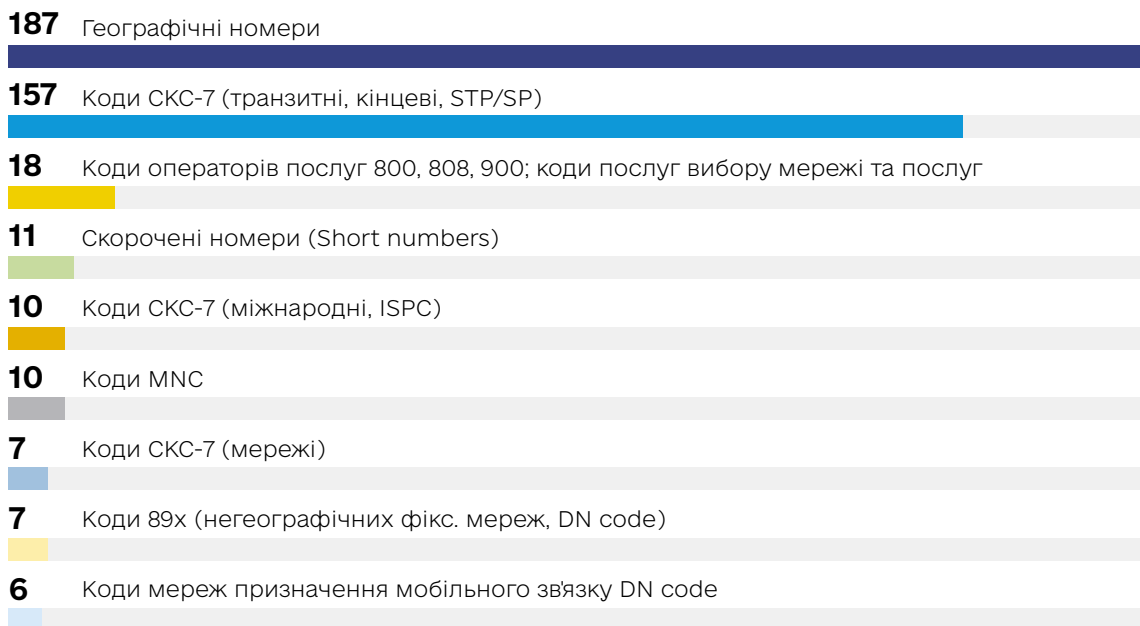 187 Географічні номери
157 Коди СКС-7 (транзитні, кінцеві, STP/SP)
18 Коди операторів послуг 800, 808, 900; коди послуг вибору мережі та послуг
11 Скорочені номери (Short numbers)
10 Коди СКС-7 (міжнародні, ISPC)
10 Коди MNC
7 Коди СКС-7 (мережі)
7 Коди 89х (негеографічних фікс. мереж, DN code)
6 Коди мереж призначення мобільного зв'язку DN code